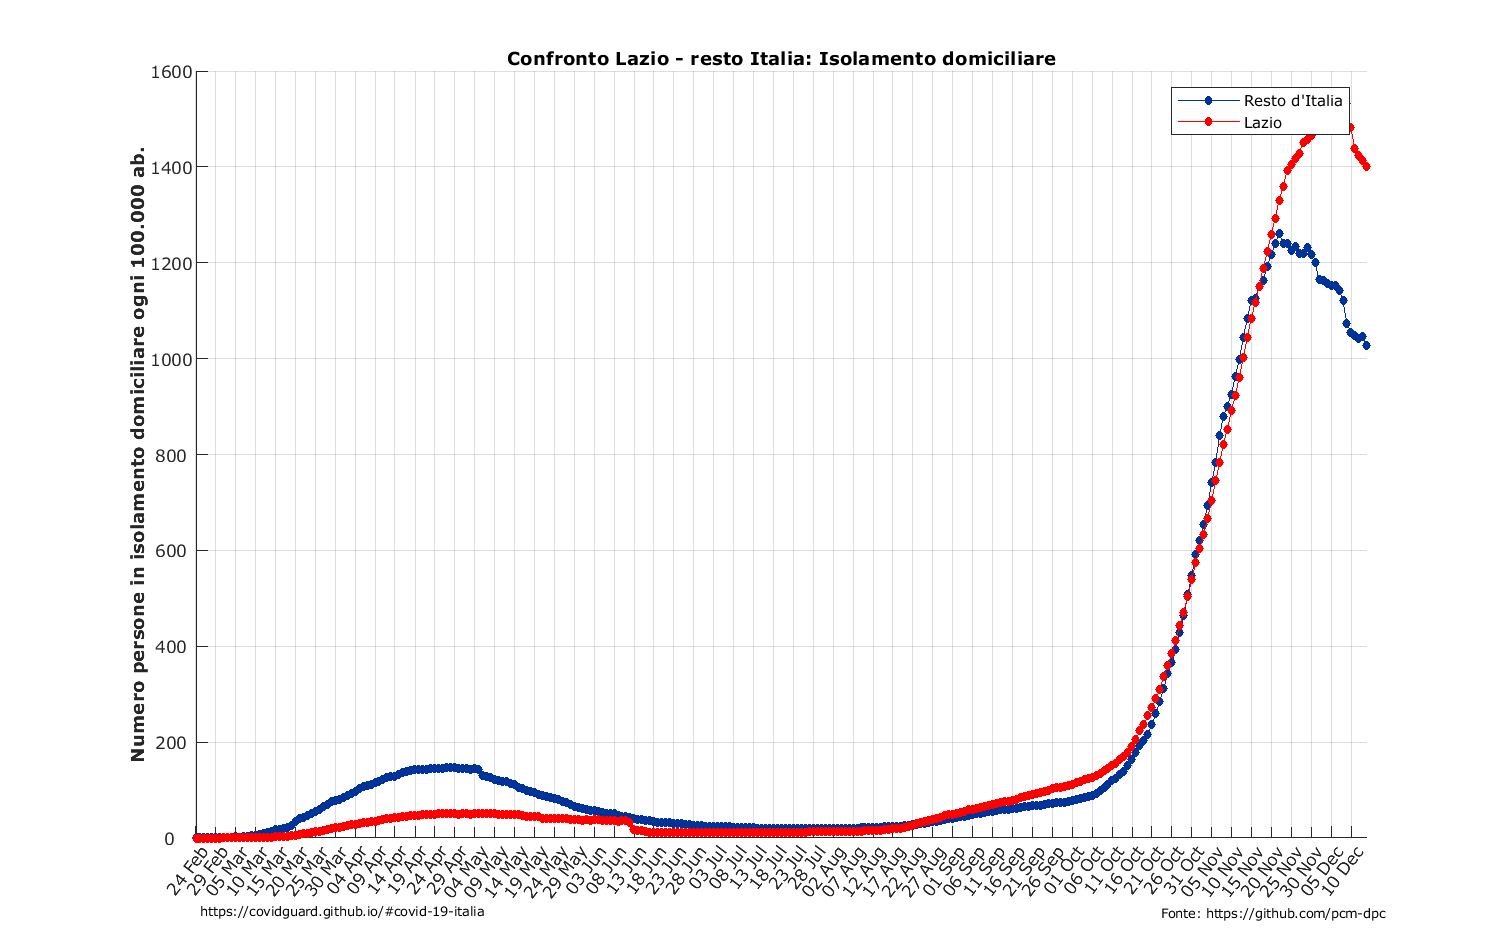 Confronto Lazio - resto Italia: Isolamento domiciliare
Numero persone in isolamento domiciliare ogni 100.000 ab.
1600
1400
1200
1000
800
600
400
200
0
Resto d'Italia
Lazio
24 Feb
29 Feb
05 Mar
10 Mar
15 Mar
20 Mar
25 Mar
30 Mar
04 Apr
09 Apr
14 Apr
19 Apr
24 Apr
29 Apr
04 May
09 May
14 May
19 May
24 May
29 May
03 Jun
08 Jun
13 Jun
18 Jun
23 Jun
28 Jun
03 Jul
08 Jul
13 Jul
18 Jul
23 Jul
28 Jul
02 Aug
07 Aug
12 Aug
17 Aug
22 Aug
27 Aug
01 Sep
06 Sep
11 Sep
16 Sep
21 Sep
26 Sep
01 Oct
06 Oct
11 Oct
16 Oct
21 Oct
26 Oct
31 Oct
05 Nov
10 Nov
15 Nov
20 Nov
25 Nov
30 Nov
05 Dec
10 Dec
https://covidguard.github.io/#covid-19-italia
Fonte: https://github.com/pcm-dpc